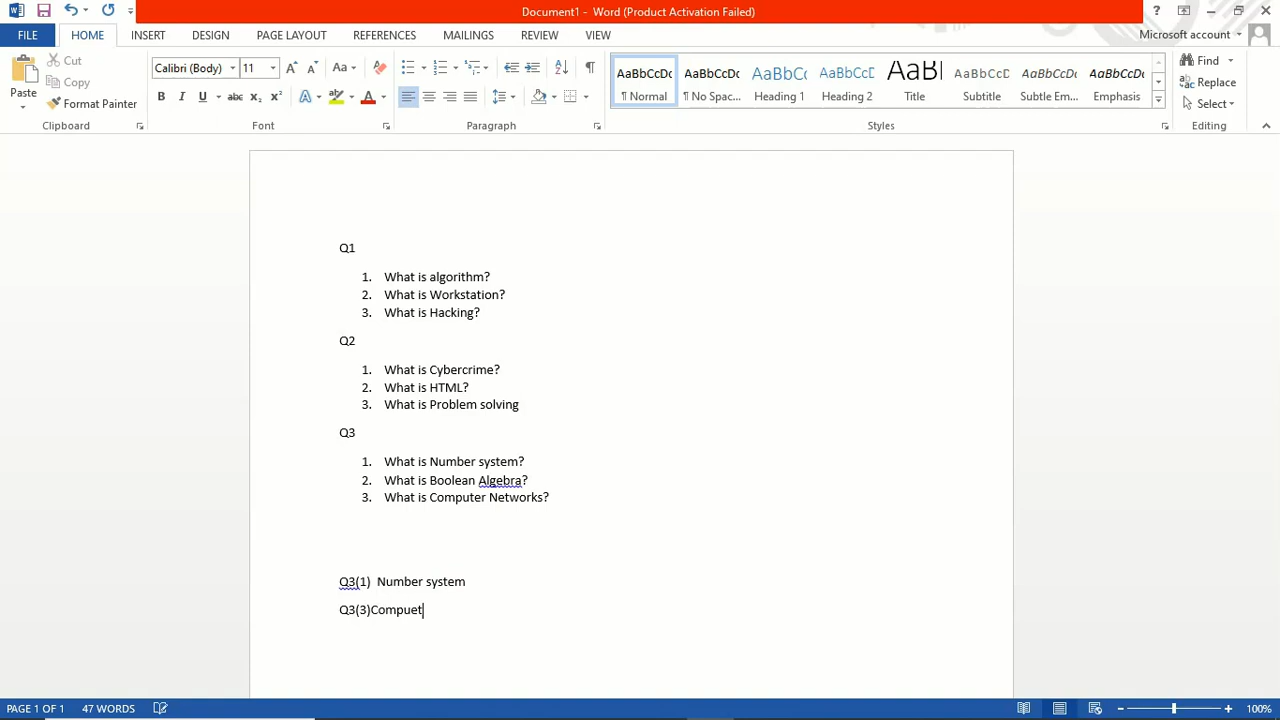 Document1 - Word (Product Activation Failed)
FILE HOME INSERT DESIGN PAGE LAYOUT REFERENCES MAILINGS REVIEW VIEW Microsoft account
Paste Cut Copy Format Painter
Calibri (Body) 11
AaBbCcDc AaBbCcDc AaBbCc AaBbCcD AaBl AaBbCcD AaBbCcDc AaBbCcDc
¶ Normal ¶ No Spac... Heading 1 Heading 2 Title Subtitle Subtle Em... Emphasis
Find Replace Select
Clipboard Font Paragraph Styles Editing
Q1
1. What is algorithm?
2. What is Workstation?
3. What is Hacking?
Q2
1. What is Cybercrime?
2. What is HTML?
3. What is Problem solving
Q3
1. What is Number system?
2. What is Boolean Algebra?
3. What is Computer Networks?
Q3(1) Number system
Q3(3)Compuet
PAGE 1 OF 1 47 WORDS 100%